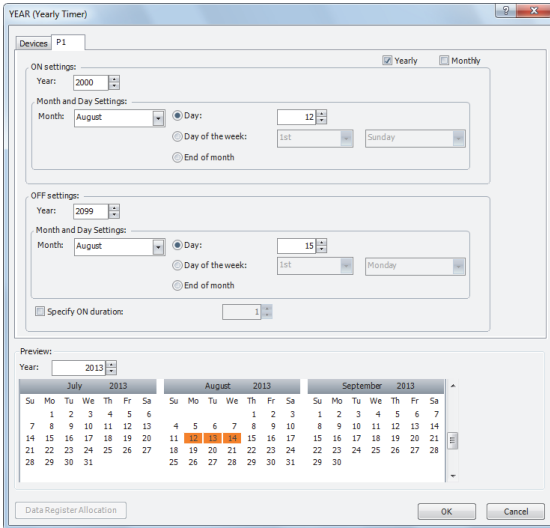 YEAR (Yearly Timer)
Devices P1
Yearly Monthly
ON settings:
Year: 2000
Month and Day Settings:
Month: August Day: 12
Day of the week: 1st Sunday
End of month
OFF settings:
Year: 2099
Month and Day Settings:
Month: August Day: 15
Day of the week: 1st Monday
End of month
Specify ON duration: 1
Preview:
Year: 2013
July 2013 August 2013 September 2013
Su Mo Tu We Th Fr Sa Su Mo Tu We Th Fr Sa Su Mo Tu We Th Fr Sa
1 2 3 4 5 6 1 2 3 1 2 3 4 5 6 7
7 8 9 10 11 12 13 4 5 6 7 8 9 10 8 9 10 11 12 13 14
14 15 16 17 18 19 20 11 12 13 14 15 16 17 15 16 17 18 19 20 21
21 22 23 24 25 26 27 18 19 20 21 22 23 24 22 23 24 25 26 27 28
28 29 30 31 25 26 27 28 29 30 31 29 30
Data Register Allocation OK Cancel